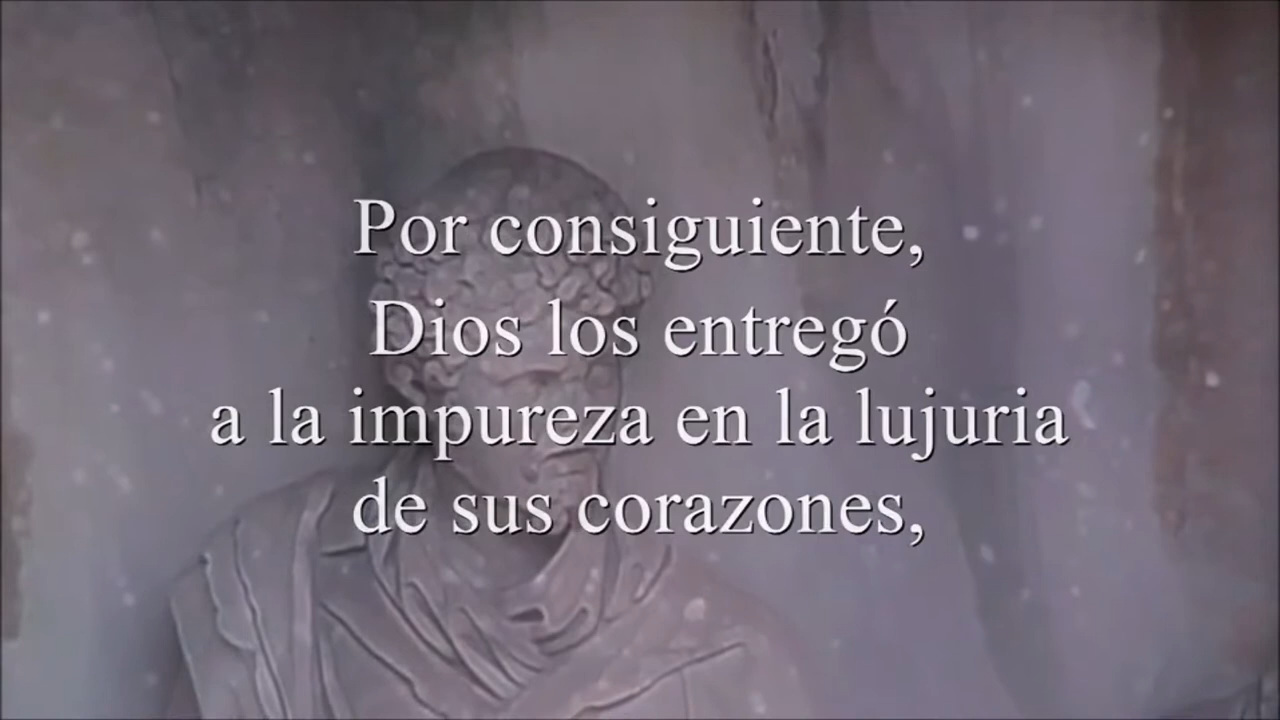 Por consiguiente,
Dios los entregó
a la impureza en la lujuria
de sus corazones,